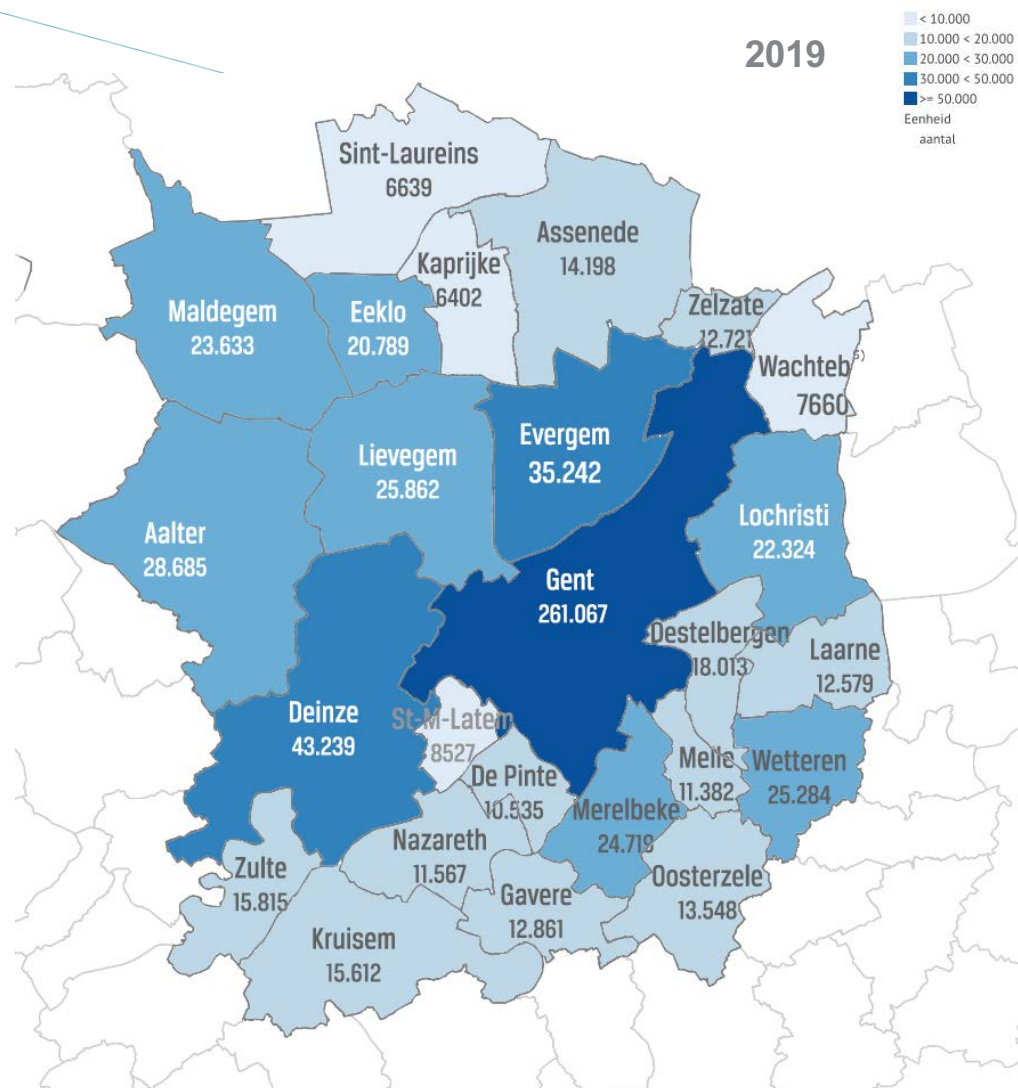 2019
< 10.000
10.000 < 20.000
20.000 < 30.000
30.000 < 50.000
>= 50.000
Eenheid
aantal
Sint-Laureins
6639
Assenede
14.198
Kaprijke
6402
Maldegem
23.633
Eeklo
20.789
Zelzate
12.721
Wachteb
7660
Evergem
35.242
Lievegem
25.862
Lochristi
22.324
Aalter
28.685
Gent
261.067
Destelbergen
18.013
Laarne
12.579
Deinze
43.239
St-M-Latem
8527
De Pinte
10.535
Melle
11.382
Wetteren
25.284
Merelbeke
24.719
Nazareth
11.567
Zulte
15.815
Gavere
12.861
Oosterzele
13.548
Kruisem
15.612